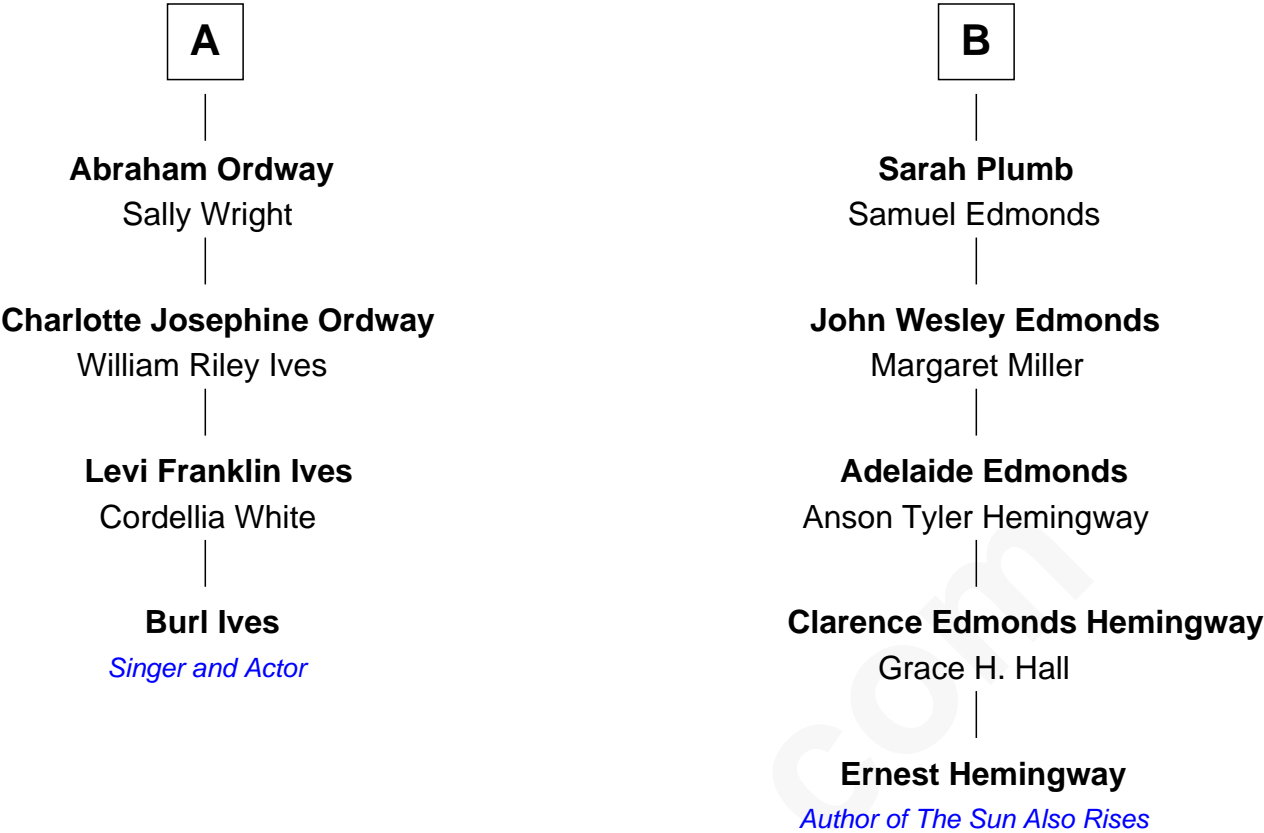 A
Abraham Ordway
Sally Wright
Charlotte Josephine Ordway
William Riley Ives
Levi Franklin Ives
Cordellia White
Burl Ives
Singer and Actor
B
Sarah Plumb
Samuel Edmonds
John Wesley Edmonds
Margaret Miller
Adelaide Edmonds
Anson Tyler Hemingway
Clarence Edmonds Hemingway
Grace H. Hall
Ernest Hemingway
Author of The Sun Also Rises
com